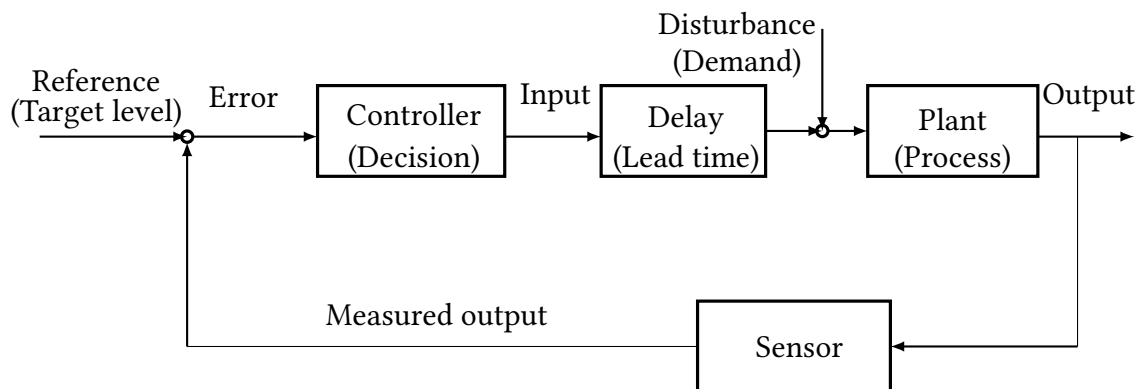 Disturbance
(Demand)
Reference
(Target level)
Error
Controller
(Decision)
Input
Delay
(Lead time)
Plant
(Process)
Output
Measured output
Sensor